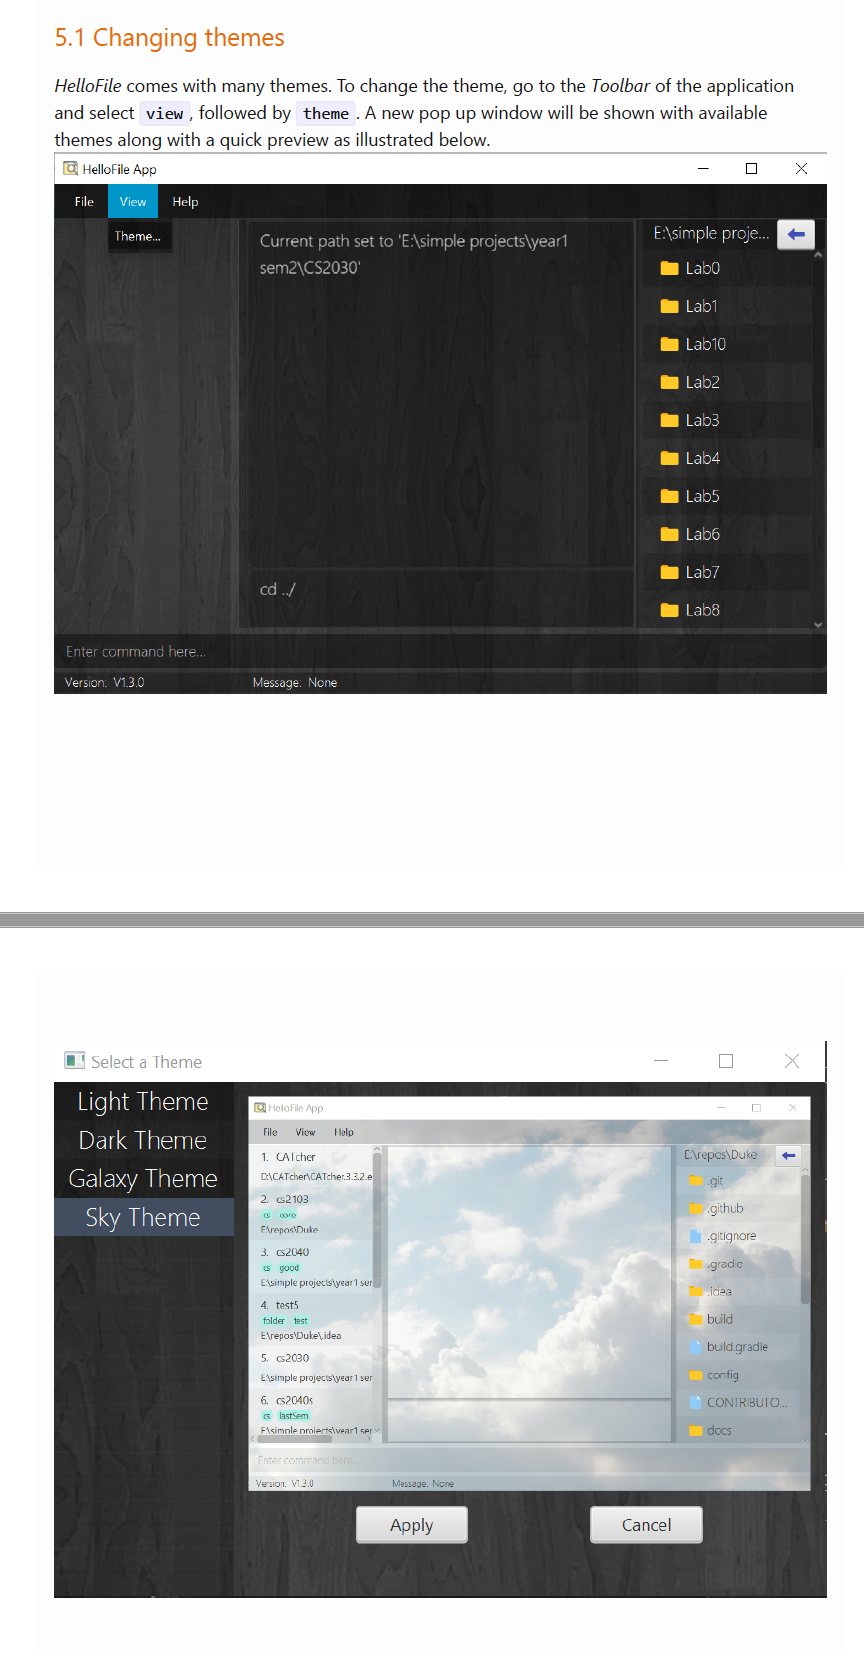 5.1 Changing themes
HelloFile comes with many themes. To change the theme, go to the Toolbar of the application
and select view , followed by theme . A new pop up window will be shown with available
themes along with a quick preview as illustrated below.
HelloFile App
File View Help
Theme...
Current path set to 'E:\simple projects\year1
sem2\CS2030'
E:\simple proje...
Lab0
Lab1
Lab10
Lab2
Lab3
Lab4
Lab5
Lab6
Lab7
Lab8
cd ../
Enter command here...
Version: V1.3.0 Message: None
Select a Theme
Light Theme
Dark Theme
Galaxy Theme
Sky Theme
HelloFile App
File View Help
1. CATcher
D:\CATcher\CATcher.3.3.2.e
2. cs2103
cs core
E:\repos\Duke
3. cs2040
cs good
E:\simple projects\year1 ser
4. test5
folder test
E:\repos\Duke\.idea
5. cs2030
E:\simple projects\year1 ser
6. cs2040s
cs lastSem
E:\simple projects\year1 ser
E:\repos\Duke
.git
.github
.gitignore
.gradle
.idea
build
build.gradle
config
CONTRIBUTO...
docs
Enter command here...
Version: V1.3.0 Message: None
Apply Cancel